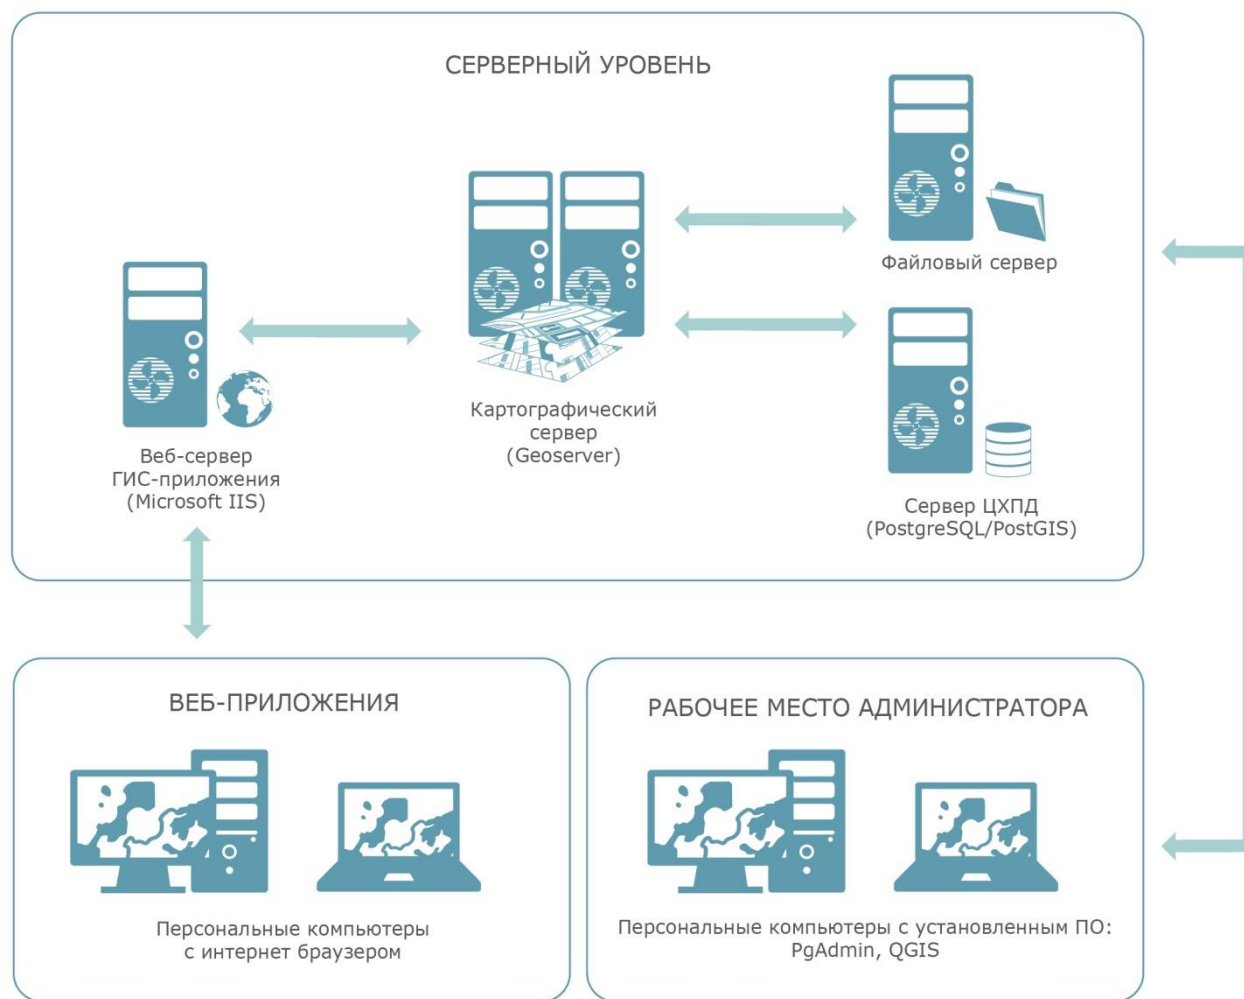 СЕРВЕРНЫЙ УРОВЕНЬ
Файловый сервер
Картографический
сервер
(Geoserver)
Веб-сервер
ГИС-приложения
(Microsoft IIS)
Сервер ЦХПД
(PostgreSQL/PostGIS)
ВЕБ-ПРИЛОЖЕНИЯ
Персональные компьютеры
с интернет браузером
РАБОЧЕЕ МЕСТО АДМИНИСТРАТОРА
Персональные компьютеры с установленным ПО:
PgAdmin, QGIS